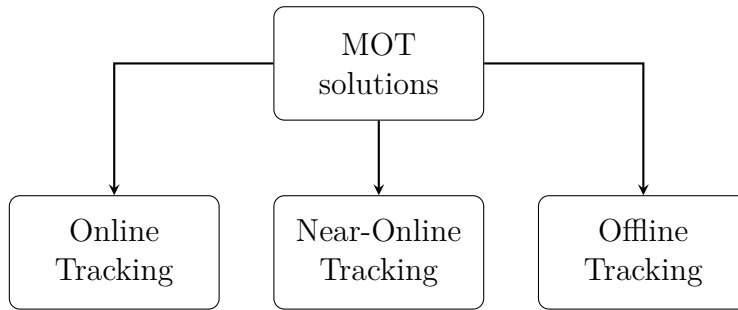 MOT
solutions
Online
Tracking
Near-Online
Tracking
Offline
Tracking